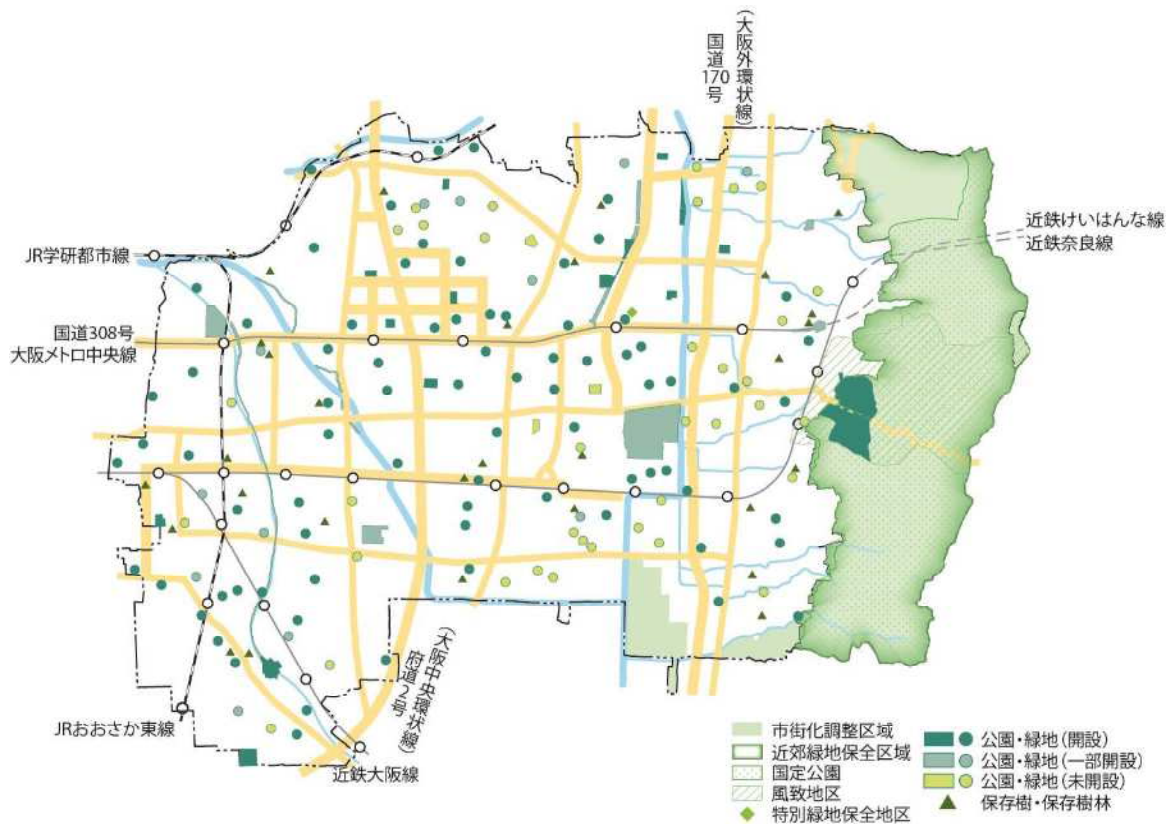 (大阪外環状線)
国道170号
近鉄けいはんな線
近鉄奈良線
JR学研都市線
国道308号
大阪メトロ中央線
(大阪中央環状線)
府道2号
JRおおさか東線
近鉄大阪線
市街化調整区域
近郊緑地保全区域
国定公園
風致地区
特別緑地保全地区
公園・緑地(開設)
公園・緑地(一部開設)
公園・緑地(未開設)
保存樹・保存樹林